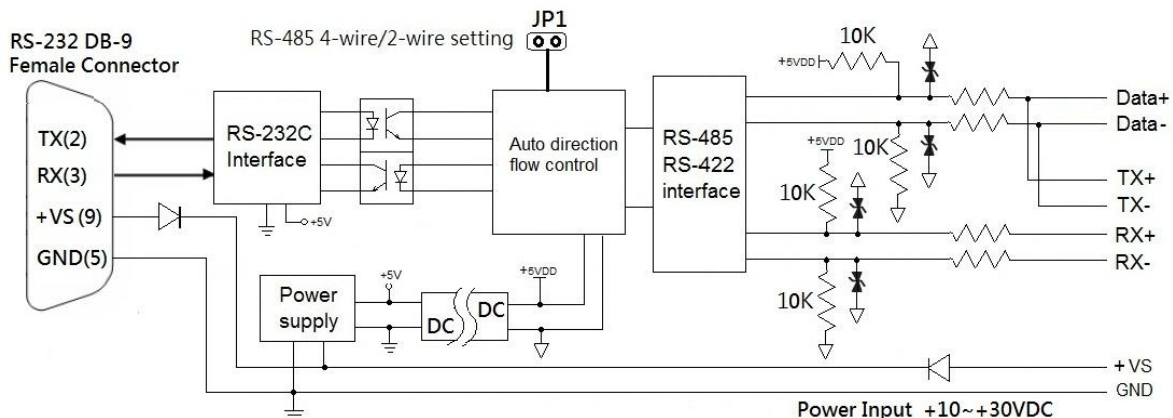 JP1
RS-485 4-wire/2-wire setting
RS-232 DB-9
Female Connector
TX(2)
RX(3)
+VS(9)
GND(5)
RS-232C
Interface
+5V
Auto direction
flow control
RS-485
RS-422
interface
10K
+5VDD
10K
+5VDD
10K
10K
Data+
Data-
TX+
TX-
RX+
RX-
Power
supply
+5V
DC
DC
+5VDD
+VS
GND
Power Input +10~+30VDC